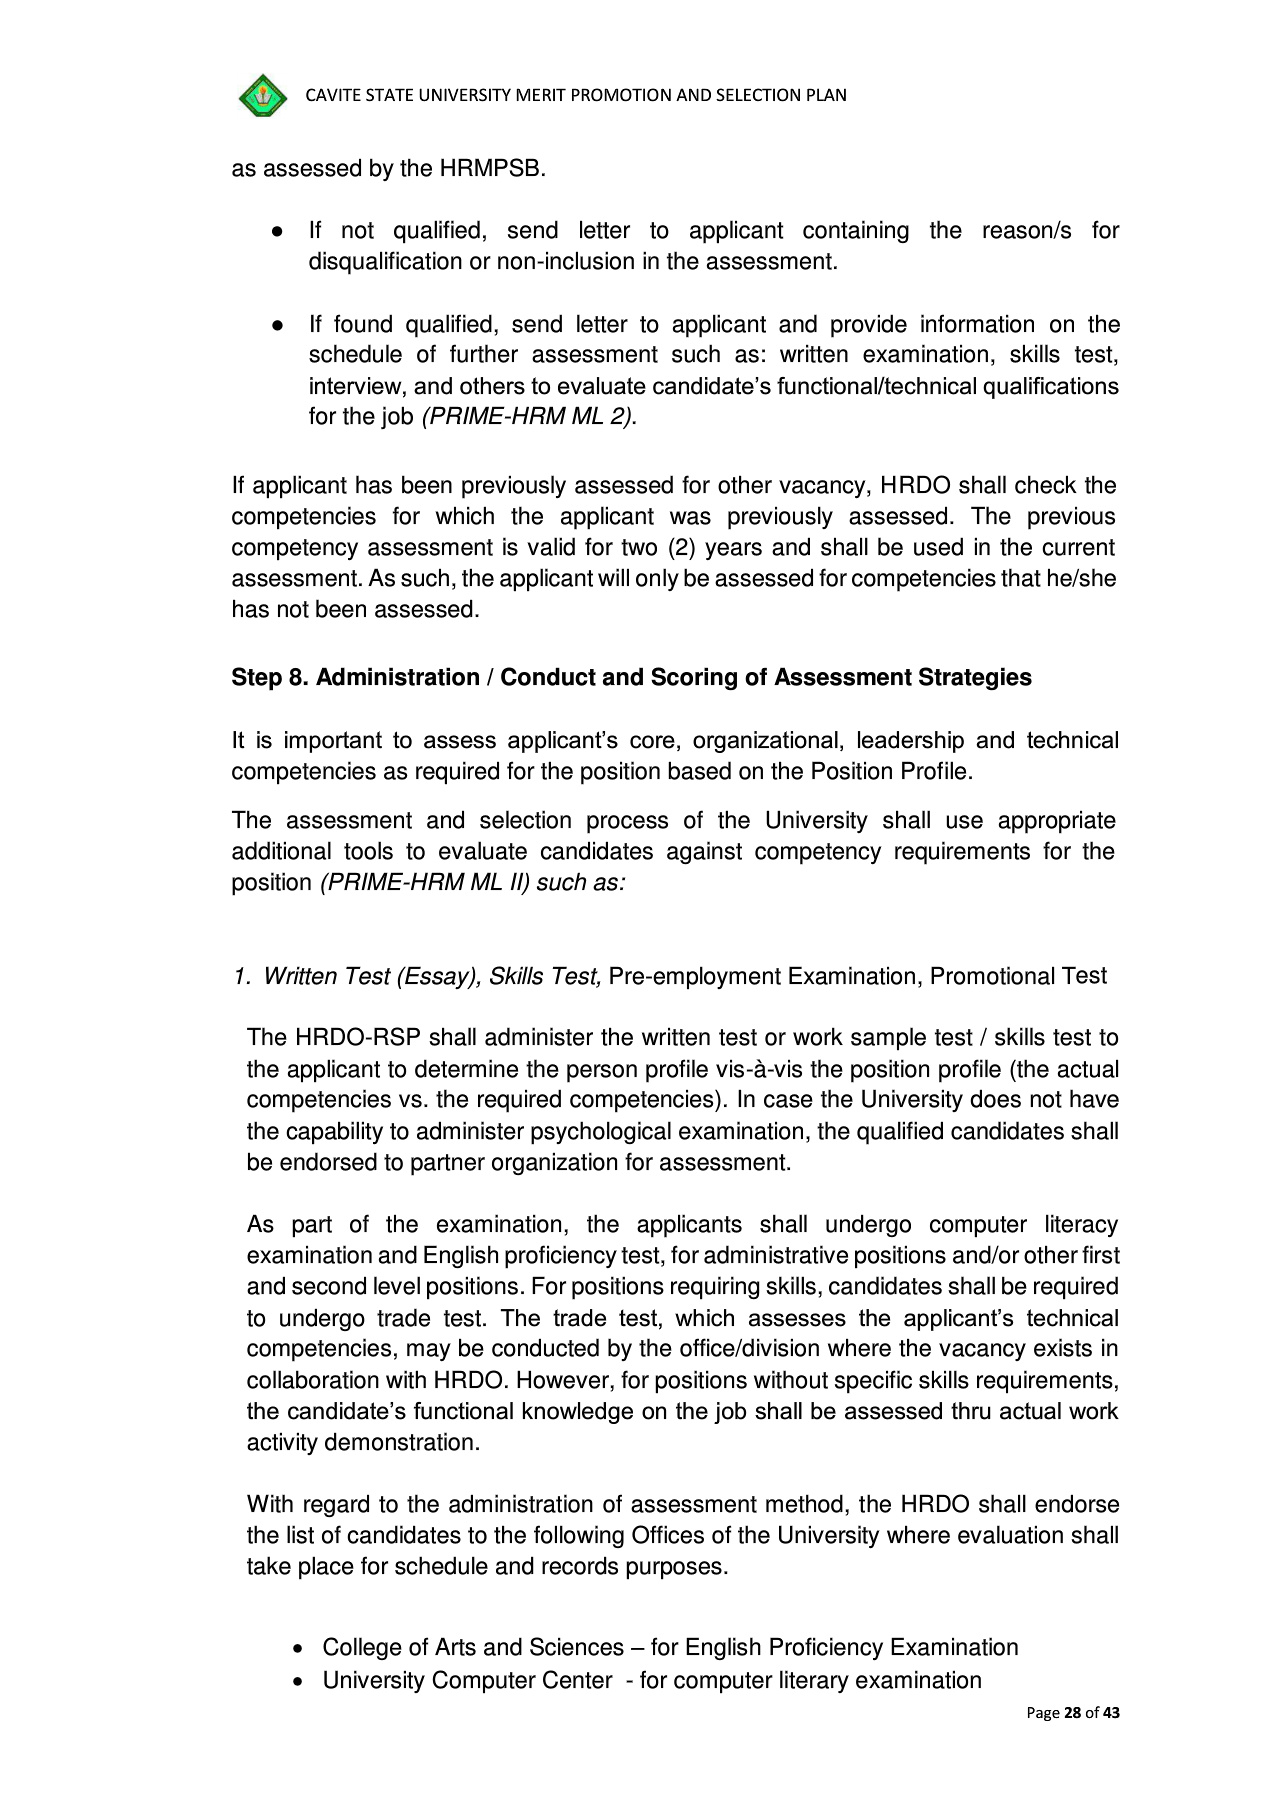 CAVITE STATE UNIVERSITY MERIT PROMOTION AND SELECTION PLAN
as assessed by the HRMPSB.
● If not qualified, send letter to applicant containing the reason/s for
disqualification or non-inclusion in the assessment.
● If found qualified, send letter to applicant and provide information on the
schedule of further assessment such as: written examination, skills test,
interview, and others to evaluate candidate’s functional/technical qualifications
for the job (PRIME-HRM ML 2).
If applicant has been previously assessed for other vacancy, HRDO shall check the
competencies for which the applicant was previously assessed. The previous
competency assessment is valid for two (2) years and shall be used in the current
assessment. As such, the applicant will only be assessed for competencies that he/she
has not been assessed.
Step 8. Administration / Conduct and Scoring of Assessment Strategies
It is important to assess applicant’s core, organizational, leadership and technical
competencies as required for the position based on the Position Profile.
The assessment and selection process of the University shall use appropriate
additional tools to evaluate candidates against competency requirements for the
position (PRIME-HRM ML II) such as:
1. Written Test (Essay), Skills Test, Pre-employment Examination, Promotional Test
The HRDO-RSP shall administer the written test or work sample test / skills test to
the applicant to determine the person profile vis-à-vis the position profile (the actual
competencies vs. the required competencies). In case the University does not have
the capability to administer psychological examination, the qualified candidates shall
be endorsed to partner organization for assessment.
As part of the examination, the applicants shall undergo computer literacy
examination and English proficiency test, for administrative positions and/or other first
and second level positions. For positions requiring skills, candidates shall be required
to undergo trade test. The trade test, which assesses the applicant’s technical
competencies, may be conducted by the office/division where the vacancy exists in
collaboration with HRDO. However, for positions without specific skills requirements,
the candidate’s functional knowledge on the job shall be assessed thru actual work
activity demonstration.
With regard to the administration of assessment method, the HRDO shall endorse
the list of candidates to the following Offices of the University where evaluation shall
take place for schedule and records purposes.
• College of Arts and Sciences – for English Proficiency Examination
• University Computer Center - for computer literary examination
Page 28 of 43